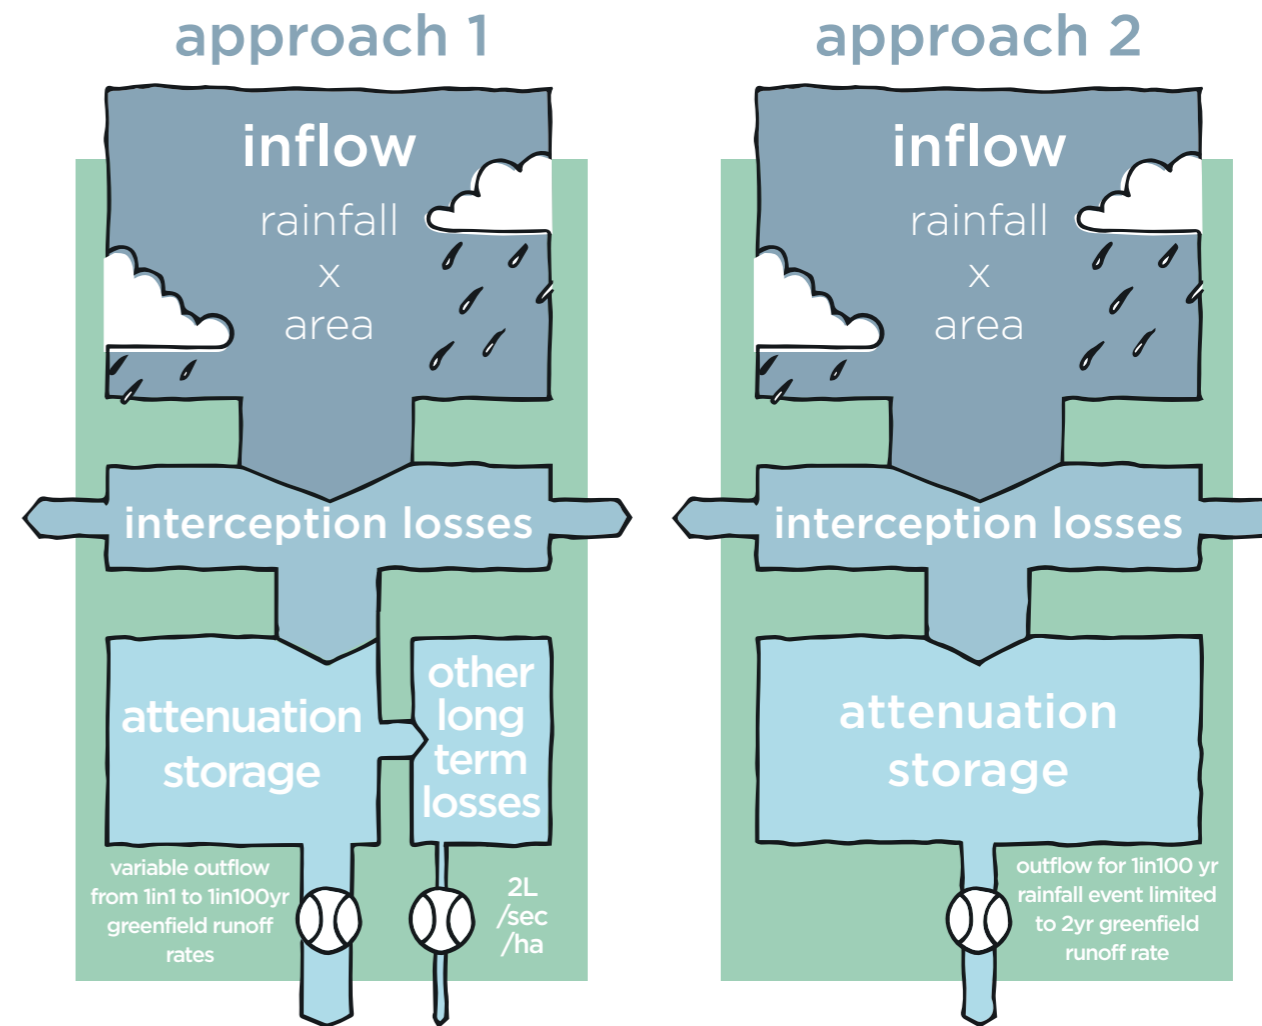 approach 1
inflow
rainfall
x
area
interception losses
attenuation
storage
other
long
term
losses
variable outflow
from 1in1 to 1in100yr
greenfield runoff
rates
2L
/sec
/ha
approach 2
inflow
rainfall
x
area
interception losses
attenuation
storage
outflow for 1in100 yr
rainfall event limited
to 2yr greenfield
runoff rate